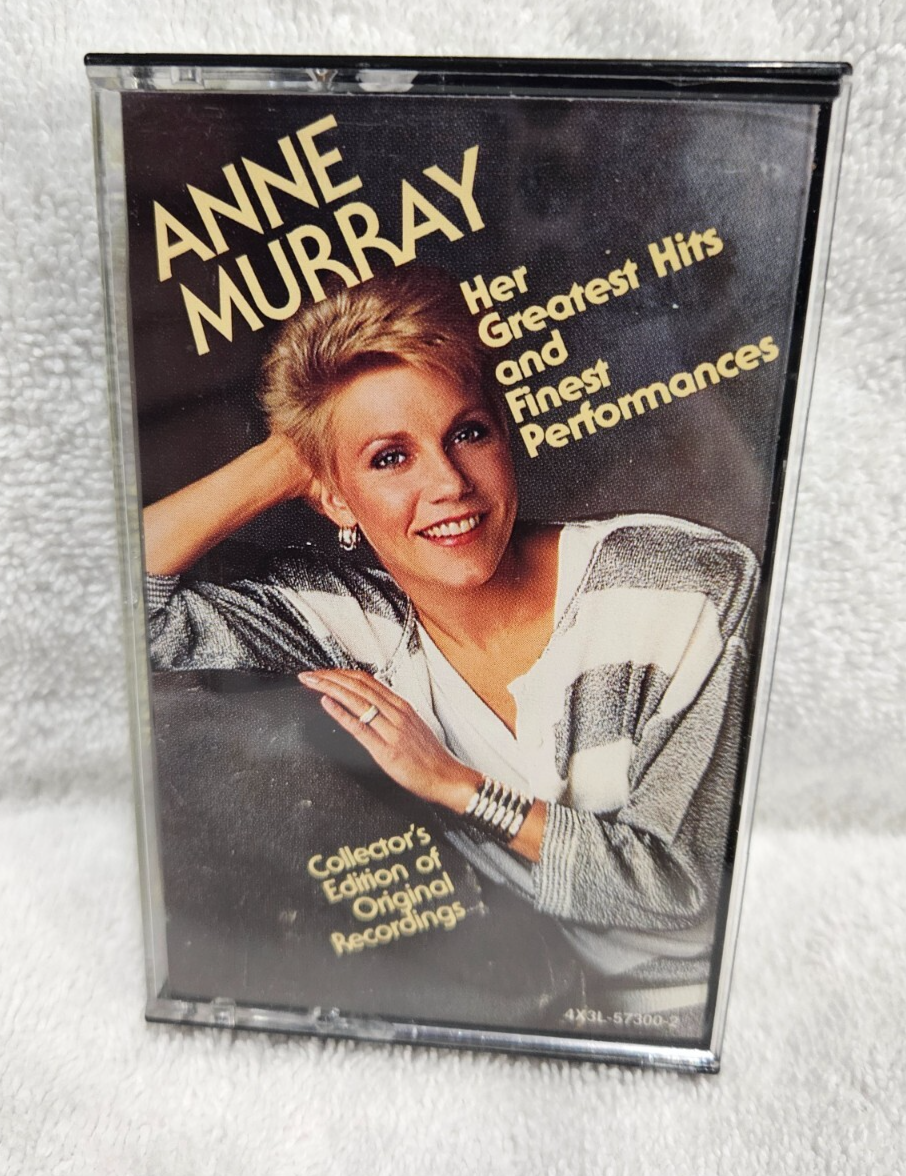 ANNE
MURRAY
Her
Greatest Hits
and
Finest
Performances
Collector's
Edition of
Original
Recordings
4X3L-57300-2